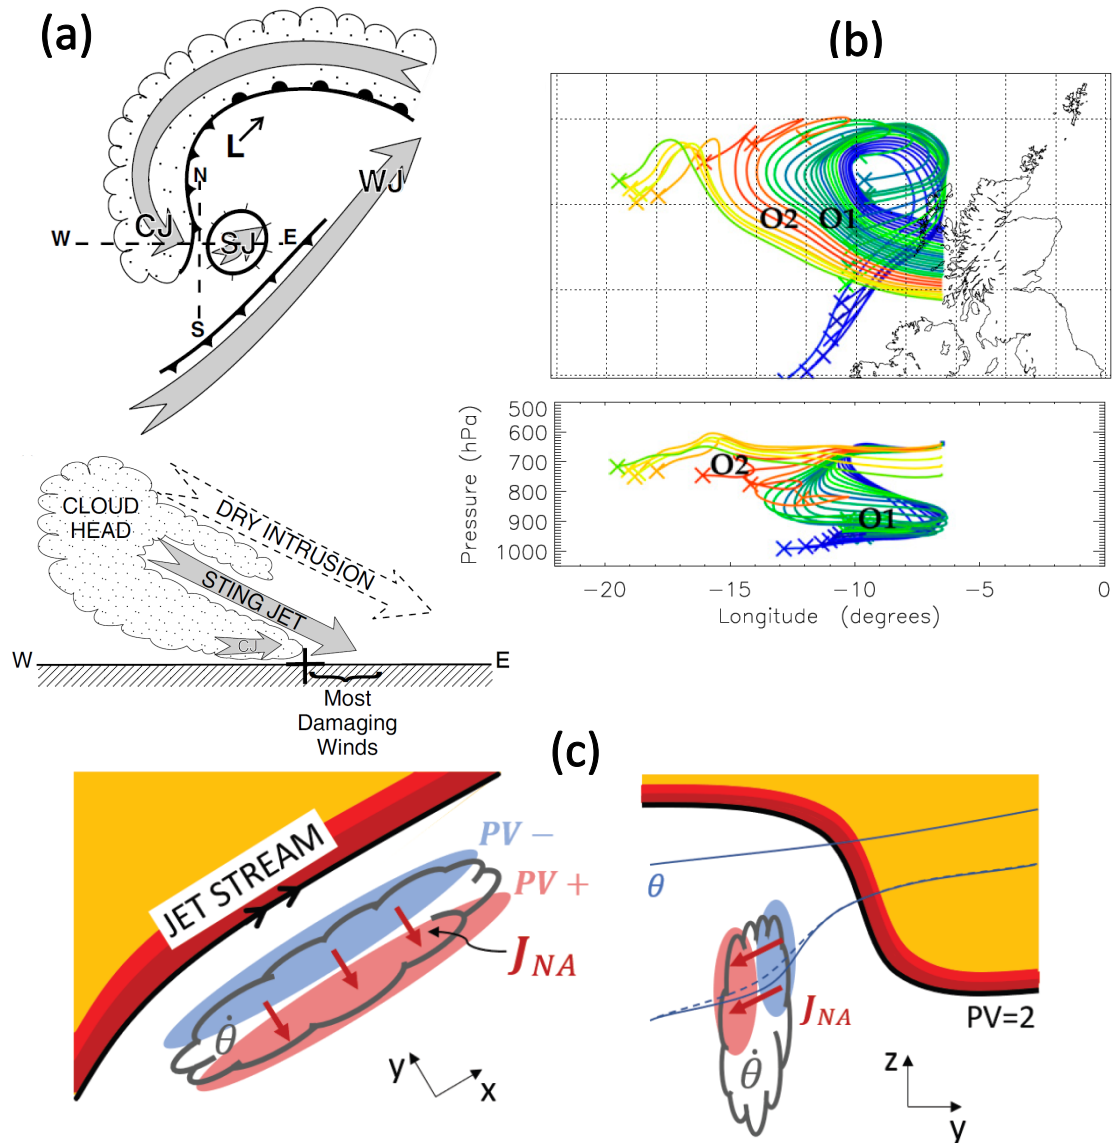 (a)
L
N
WJ
CJ
W
SJ
E
S
CLOUD
HEAD
DRY INTRUSION
STING JET
CJ
W
E
Most
Damaging
Winds
(b)
O2
O1
Pressure (hPa)
500
600
700
800
900
1000
O2
O1
−20
−15
−10
−5
0
Longitude (degrees)
(c)
JET STREAM
PV −
PV +
J_NA
θ̇
y
x
θ
J_NA
PV=2
θ̇
z
y